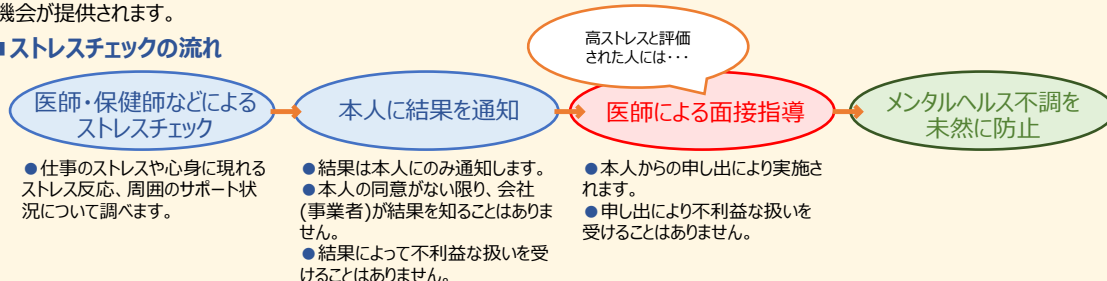 機会が提供されます。
■ストレスチェックの流れ
高ストレスと評価
された人には・・・
医師・保健師などによる
ストレスチェック
本人に結果を通知
医師による面接指導
メンタルヘルス不調を
未然に防止
●仕事のストレスや心身に現れる
ストレス反応、周囲のサポート状
況について調べます。
●結果は本人にのみ通知します。
●本人の同意がない限り、会社
(事業者)が結果を知ることはありま
せん。
●結果によって不利益な扱いを受
けることはありません。
●本人からの申し出により実施さ
れます。
●申し出により不利益な扱いを
受けることはありません。